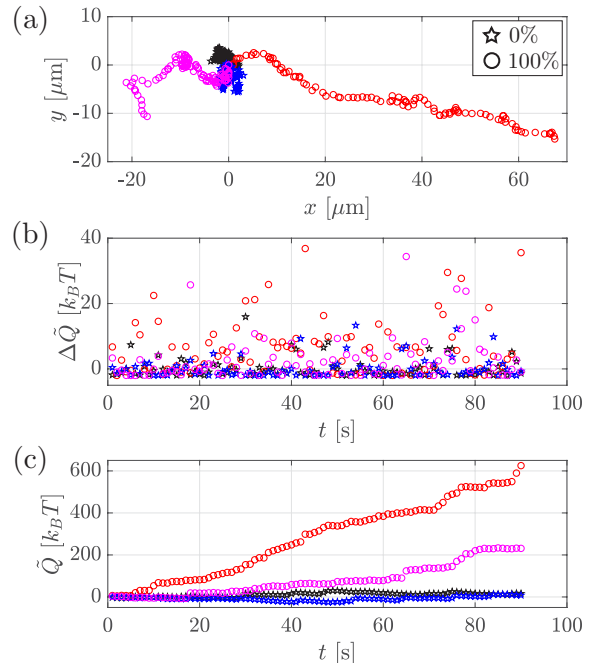 (a)
10
0
-10
-20
y [μm]
☆ 0%
○ 100%
-20 0 20 40 60
x [μm]
(b)
40
20
0
ΔQ̃ [k_BT]
0 20 40 60 80 100
t [s]
(c)
600
400
200
0
Q̃ [k_BT]
0 20 40 60 80 100
t [s]